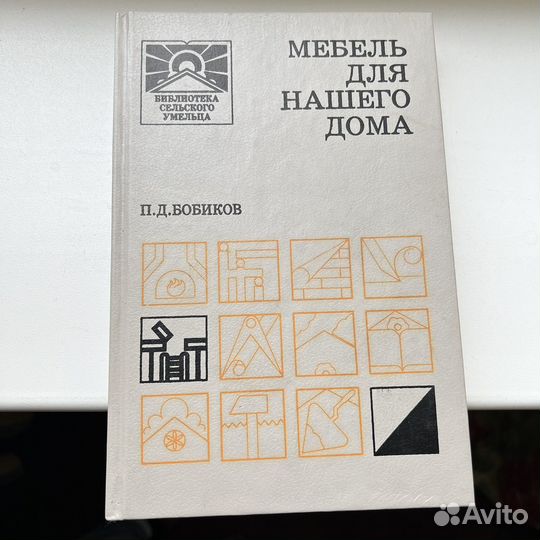 БИБЛИОТЕКА
СЕЛЬСКОГО
УМЕЛЬЦА
МЕБЕЛЬ
ДЛЯ
НАШЕГО
ДОМА
П.Д.БОБИКОВ
Avito